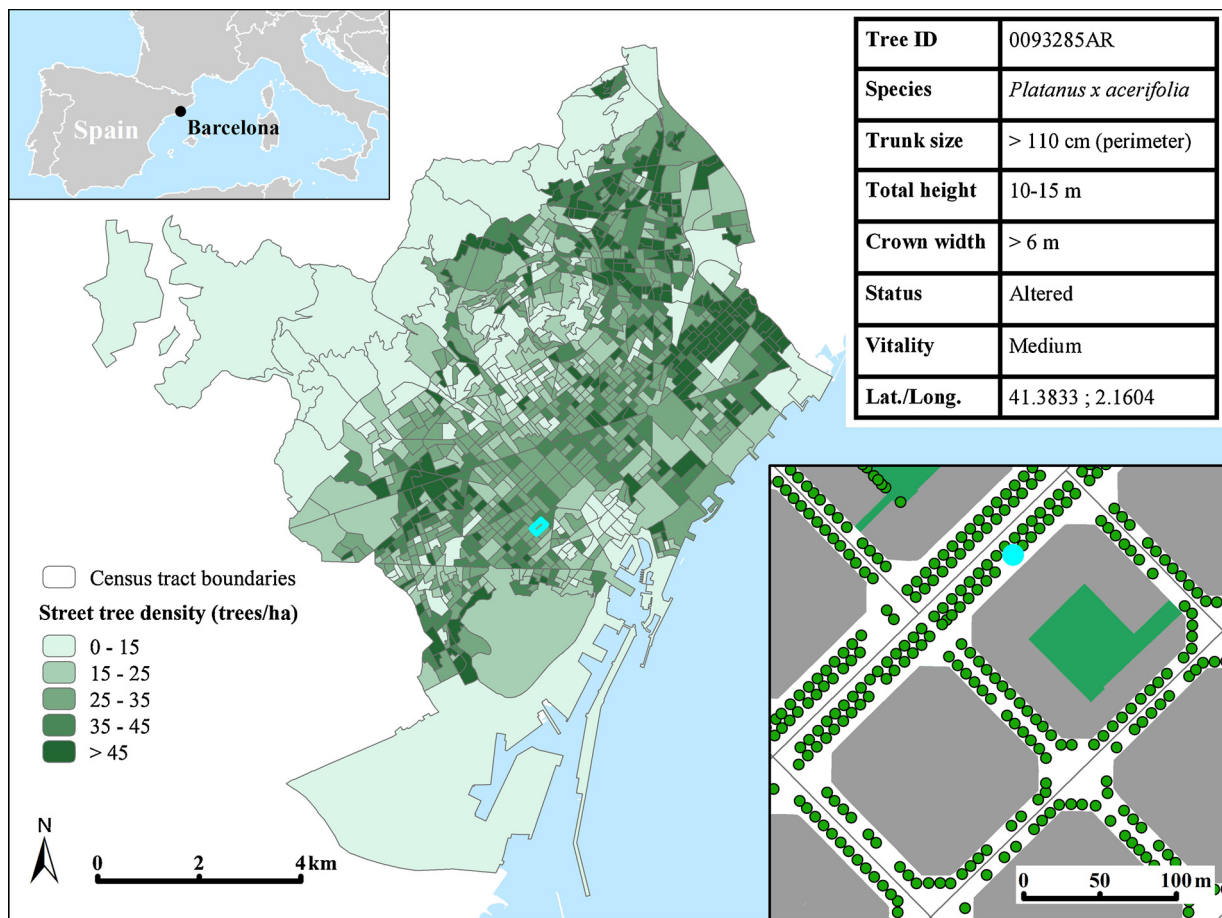 Spain
Barcelona
Tree ID 0093285AR
Species Platanus x acerifolia
Trunk size > 110 cm (perimeter)
Total height 10-15 m
Crown width > 6 m
Status Altered
Vitality Medium
Lat./Long. 41.3833 ; 2.1604
Census tract boundaries
Street tree density (trees/ha)
0 - 15
15 - 25
25 - 35
35 - 45
> 45
N
0 2 4 km
0 50 100 m